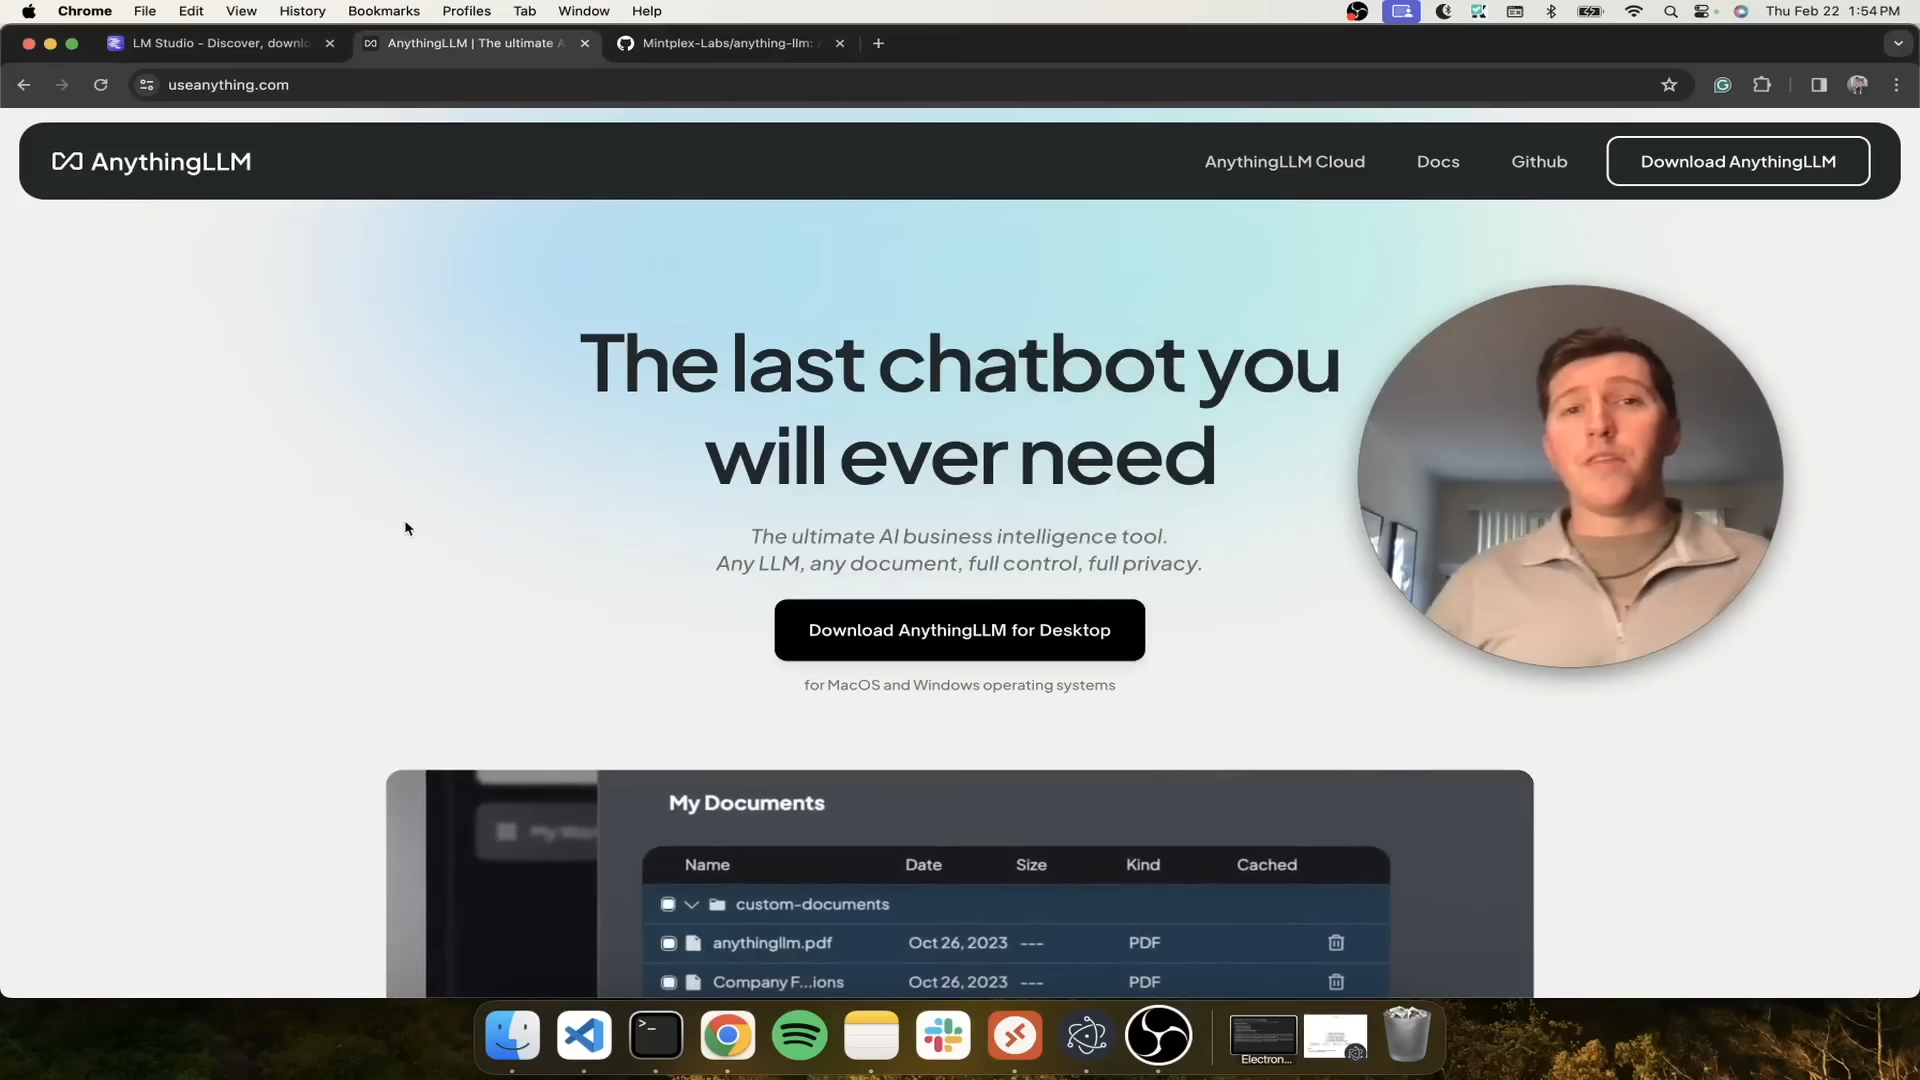 Chrome File Edit View History Bookmarks Profiles Tab Window Help Thu Feb 22 1:54 PM
LM Studio - Discover, downlo AnythingLLM | The ultimate A Mintplex-Labs/anything-llm:
useanything.com
AnythingLLM AnythingLLM Cloud Docs Github Download AnythingLLM
The last chatbot you
will ever need
The ultimate AI business intelligence tool.
Any LLM, any document, full control, full privacy.
Download AnythingLLM for Desktop
for MacOS and Windows operating systems
My Documents
Name Date Size Kind Cached
custom-documents
anythingllm.pdf Oct 26, 2023 --- PDF
Company F...ions Oct 26, 2023 --- PDF
Electron...